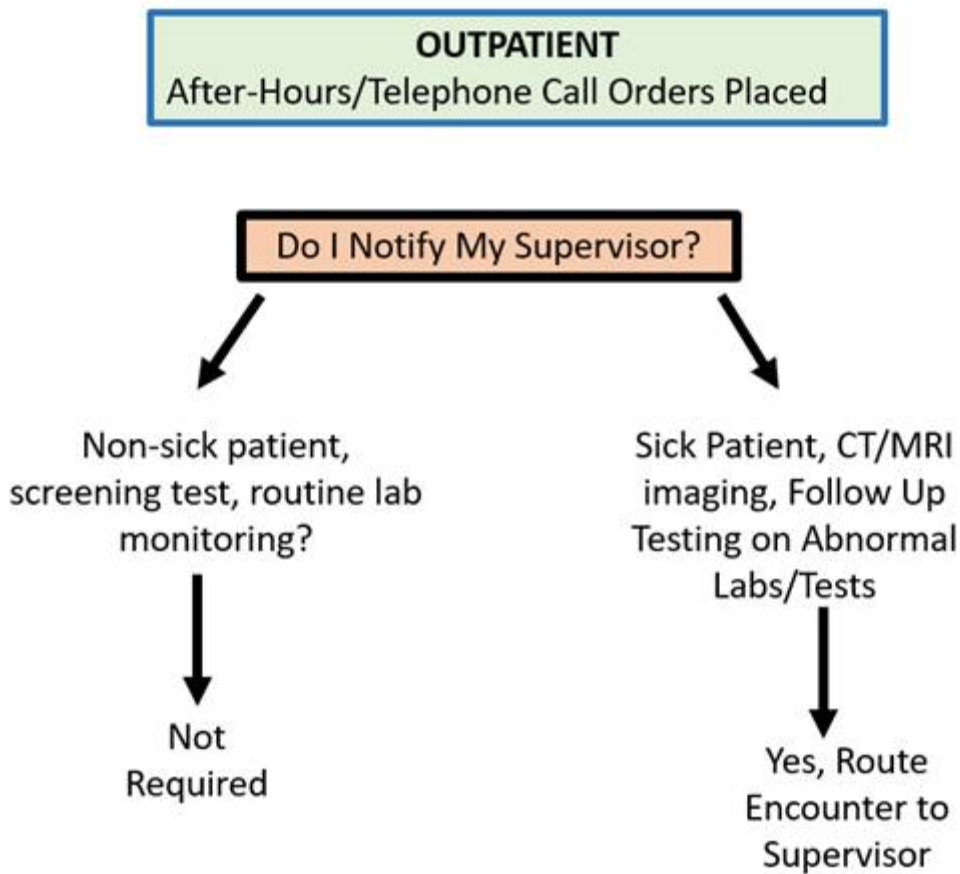 OUTPATIENT
After-Hours/Telephone Call Orders Placed
Do I Notify My Supervisor?
Non-sick patient,
screening test, routine lab
monitoring?
Not
Required
Sick Patient, CT/MRI
imaging, Follow Up
Testing on Abnormal
Labs/Tests
Yes, Route
Encounter to
Supervisor